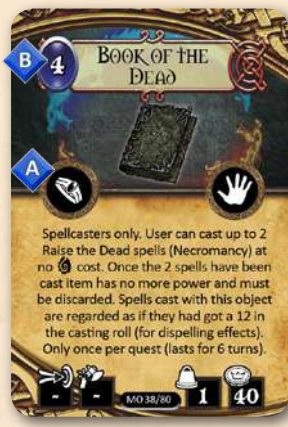 B
4
BOOK OF THE
DEAD
A
Spellcasters only. User can cast up to 2
Raise the Dead spells (Necromancy) at
no cost. Once the 2 spells have been
cast item has no more power and must
be discarded. Spells cast with this object
are regarded as if they had got a 12 in
the casting roll (for dispelling effects).
Only once per quest (lasts for 6 turns).
- - MO 38/80 1 40